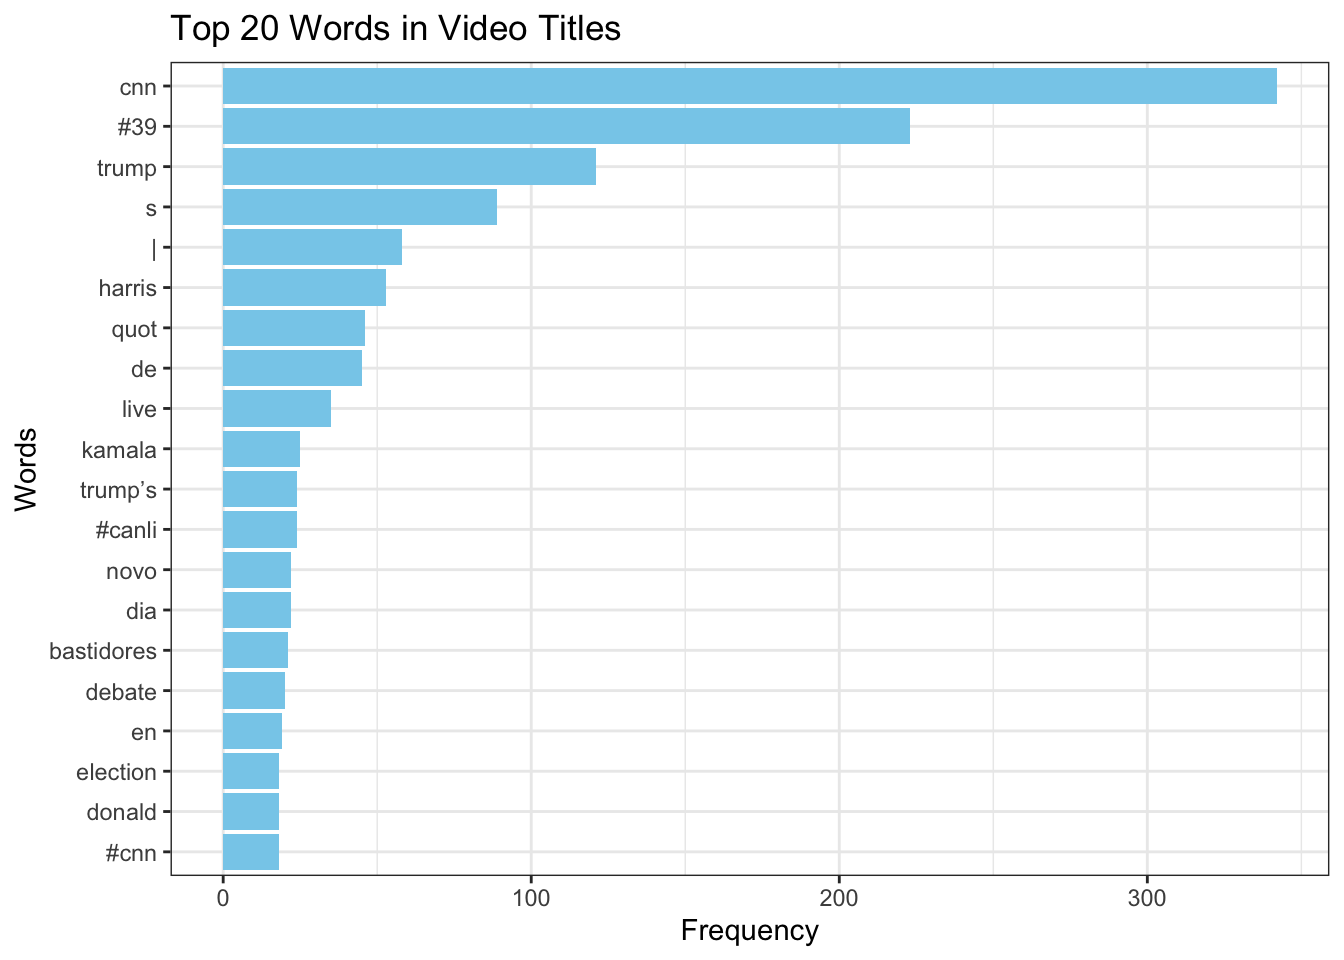 Top 20 Words in Video Titles
cnn
#39
trump
s
|
harris
quot
de
live
kamala
trump’s
#canli
novo
dia
bastidores
debate
en
election
donald
#cnn
Words
0 100 200 300
Frequency